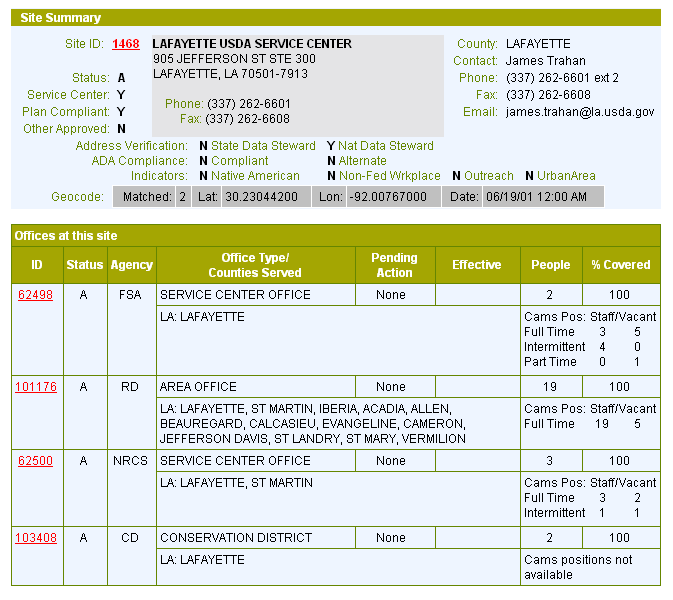 Site Summary
Site ID: 1468 LAFAYETTE USDA SERVICE CENTER
905 JEFFERSON ST STE 300
LAFAYETTE, LA 70501-7913
Phone: (337) 262-6601
Fax: (337) 262-6608
Status: A
Service Center: Y
Plan Compliant: Y
Other Approved: N
County: LAFAYETTE
Contact: James Trahan
Phone: (337) 262-6601 ext 2
Fax: (337) 262-6608
Email: james.trahan@la.usda.gov
Address Verification: N State Data Steward Y Nat Data Steward
ADA Compliance: N Compliant N Alternate
Indicators: N Native American N Non-Fed Wrkplace N Outreach N UrbanArea
Geocode: Matched: 2 Lat: 30.23044200 Lon: -92.00767000 Date: 06/19/01 12:00 AM
Offices at this site
ID Status Agency Office Type/ Counties Served Pending Action Effective People % Covered
62498 A FSA SERVICE CENTER OFFICE None 2 100
LA: LAFAYETTE
Cams Pos: Staff/Vacant
Full Time 3 5
Intermittent 4 0
Part Time 0 1
101176 A RD AREA OFFICE None 19 100
LA: LAFAYETTE, ST MARTIN, IBERIA, ACADIA, ALLEN,
BEAUREGARD, CALCASIEU, EVANGELINE, CAMERON,
JEFFERSON DAVIS, ST LANDRY, ST MARY, VERMILION
Cams Pos: Staff/Vacant
Full Time 19 5
62500 A NRCS SERVICE CENTER OFFICE None 3 100
LA: LAFAYETTE, ST MARTIN
Cams Pos: Staff/Vacant
Full Time 3 2
Intermittent 1 1
103408 A CD CONSERVATION DISTRICT None 2 100
LA: LAFAYETTE
Cams positions not
available